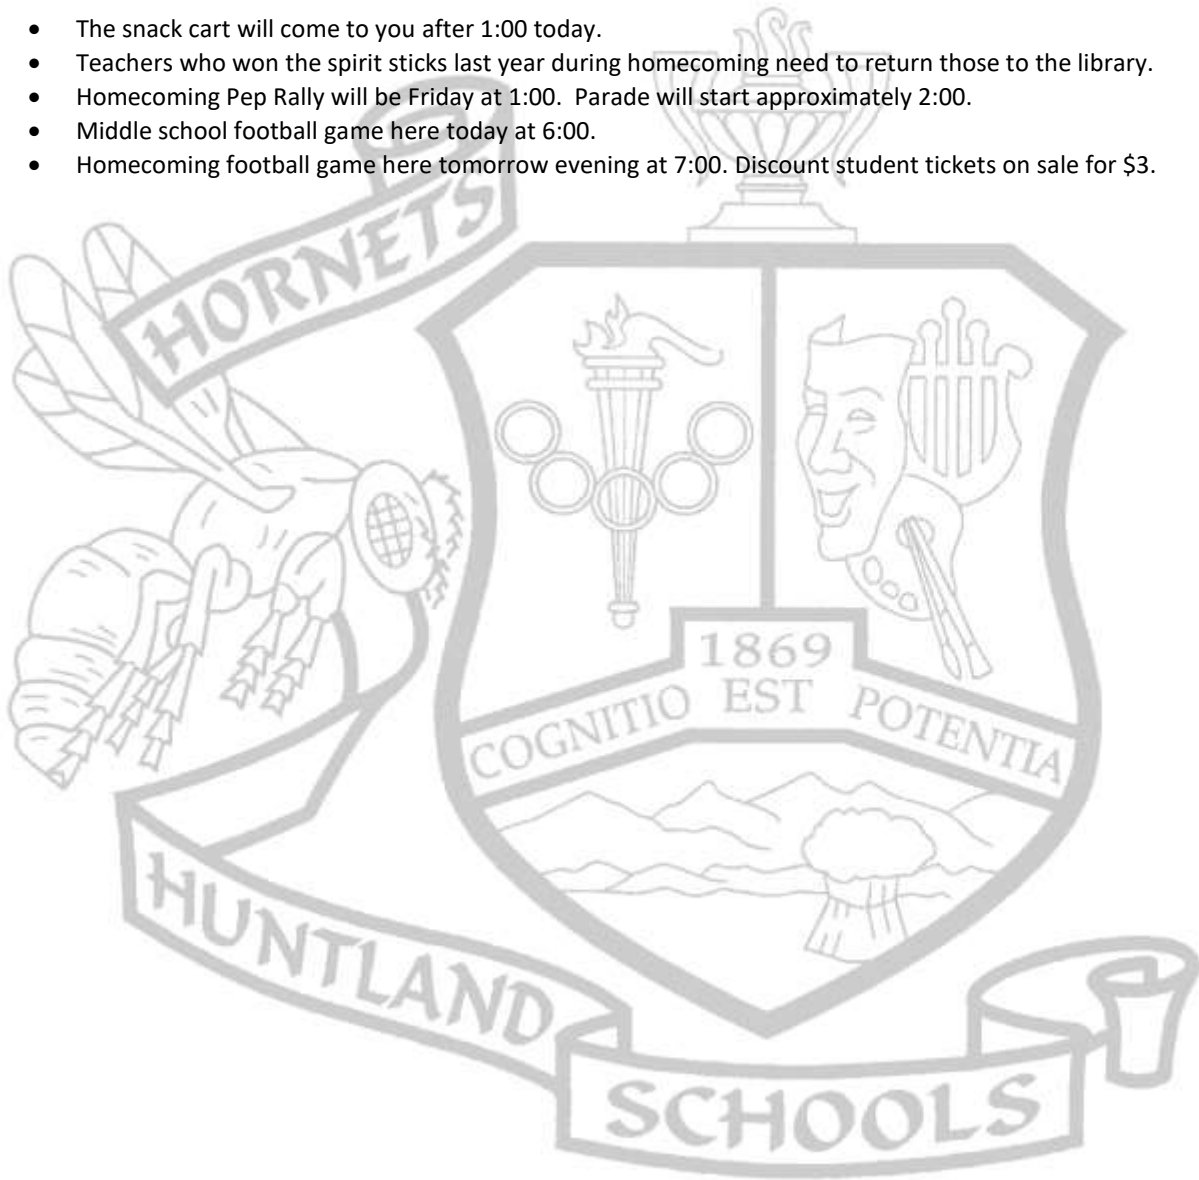 • The snack cart will come to you after 1:00 today.
• Teachers who won the spirit sticks last year during homecoming need to return those to the library.
• Homecoming Pep Rally will be Friday at 1:00.  Parade will start approximately 2:00.
• Middle school football game here today at 6:00.
• Homecoming football game here tomorrow evening at 7:00. Discount student tickets on sale for $3.
HORNETS
1869
COGNITIO EST POTENTIA
HUNTLAND
SCHOOLS